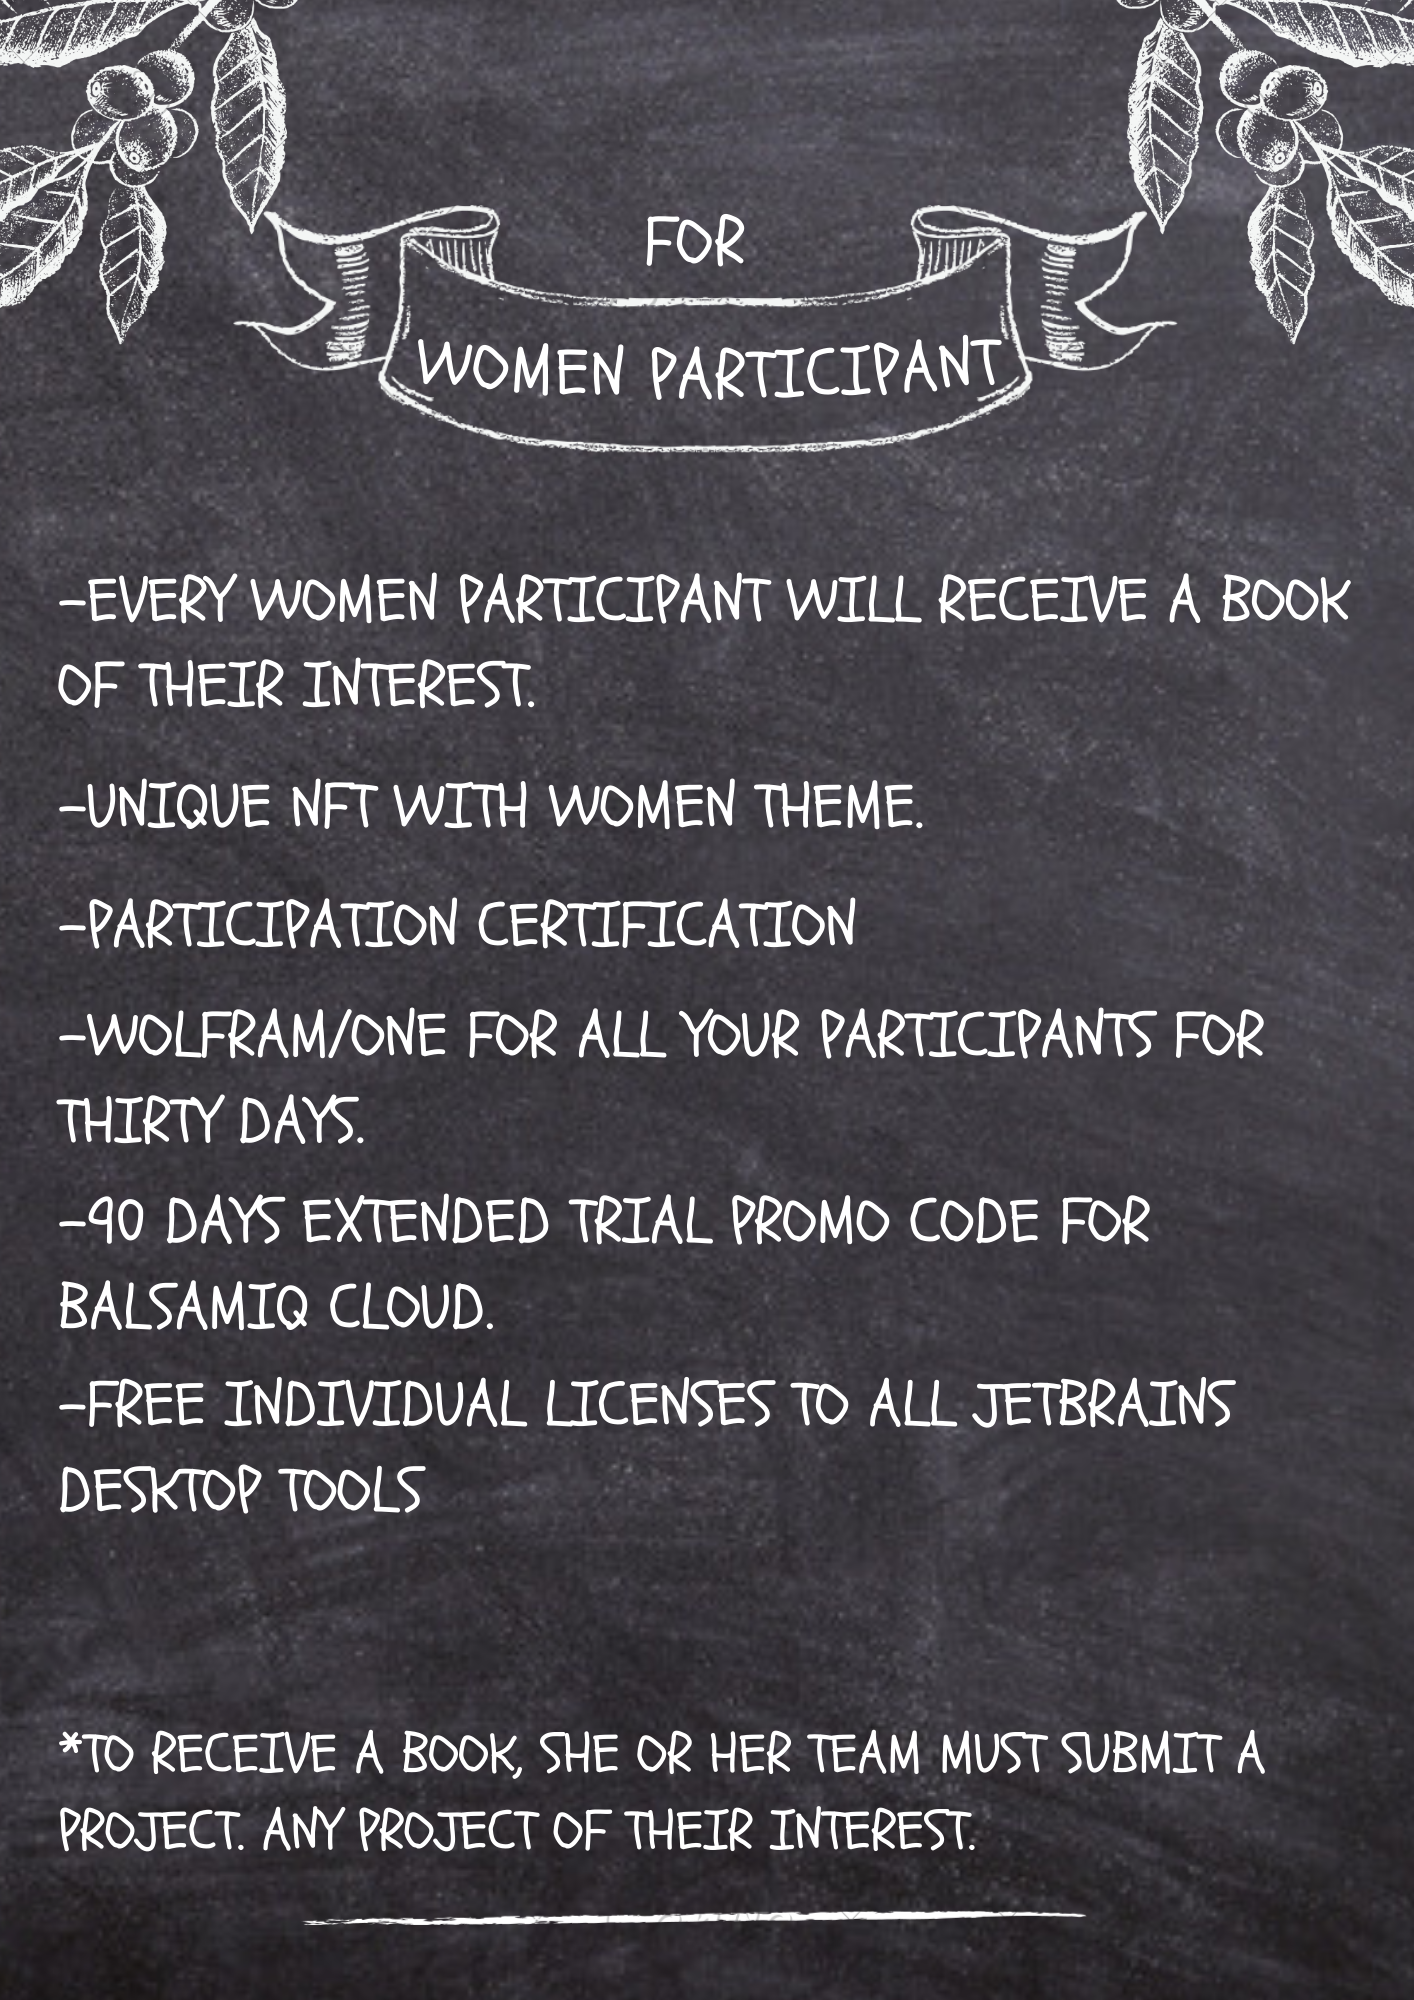 FOR
WOMEN PARTICIPANT
-EVERY WOMEN PARTICIPANT WILL RECEIVE A BOOK
OF THEIR INTEREST.
-UNIQUE NFT WITH WOMEN THEME.
-PARTICIPATION CERTIFICATION
-WOLFRAM/ONE FOR ALL YOUR PARTICIPANTS FOR
THIRTY DAYS.
-90 DAYS EXTENDED TRIAL PROMO CODE FOR
BALSAMIQ CLOUD.
-FREE INDIVIDUAL LICENSES TO ALL JETBRAINS
DESKTOP TOOLS
*TO RECEIVE A BOOK, SHE OR HER TEAM MUST SUBMIT A
PROJECT. ANY PROJECT OF THEIR INTEREST.